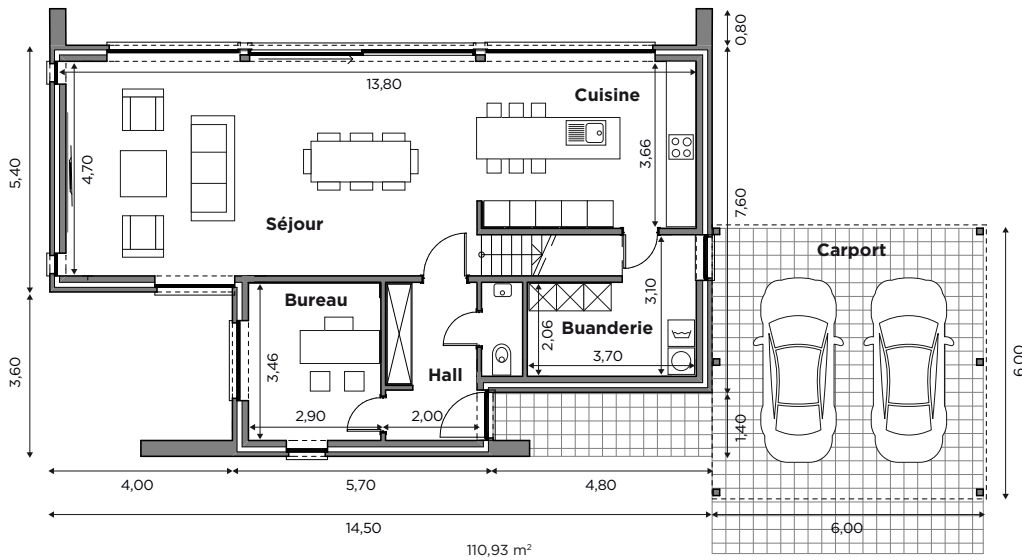 0,80
13,80
Cuisine
5,40
4,70
3,66
7,60
Séjour
Carport
Bureau
3,10
2,06
Buanderie
3,60
3,46
Hall
3,70
6,00
2,90
2,00
1,40
4,00
5,70
4,80
14,50
6,00
110,93 m²